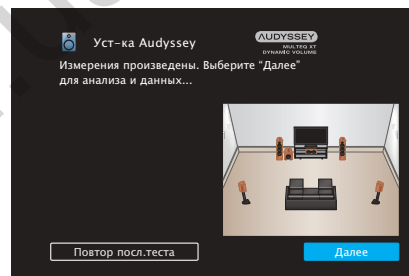 Уст-ка Audyssey
AUDYSSEY
MULTEQ XT
DYNAMIC VOLUME
Измерения произведены. Выберите “Далее”
для анализа и данных...
Повтор посл.теста
Далее